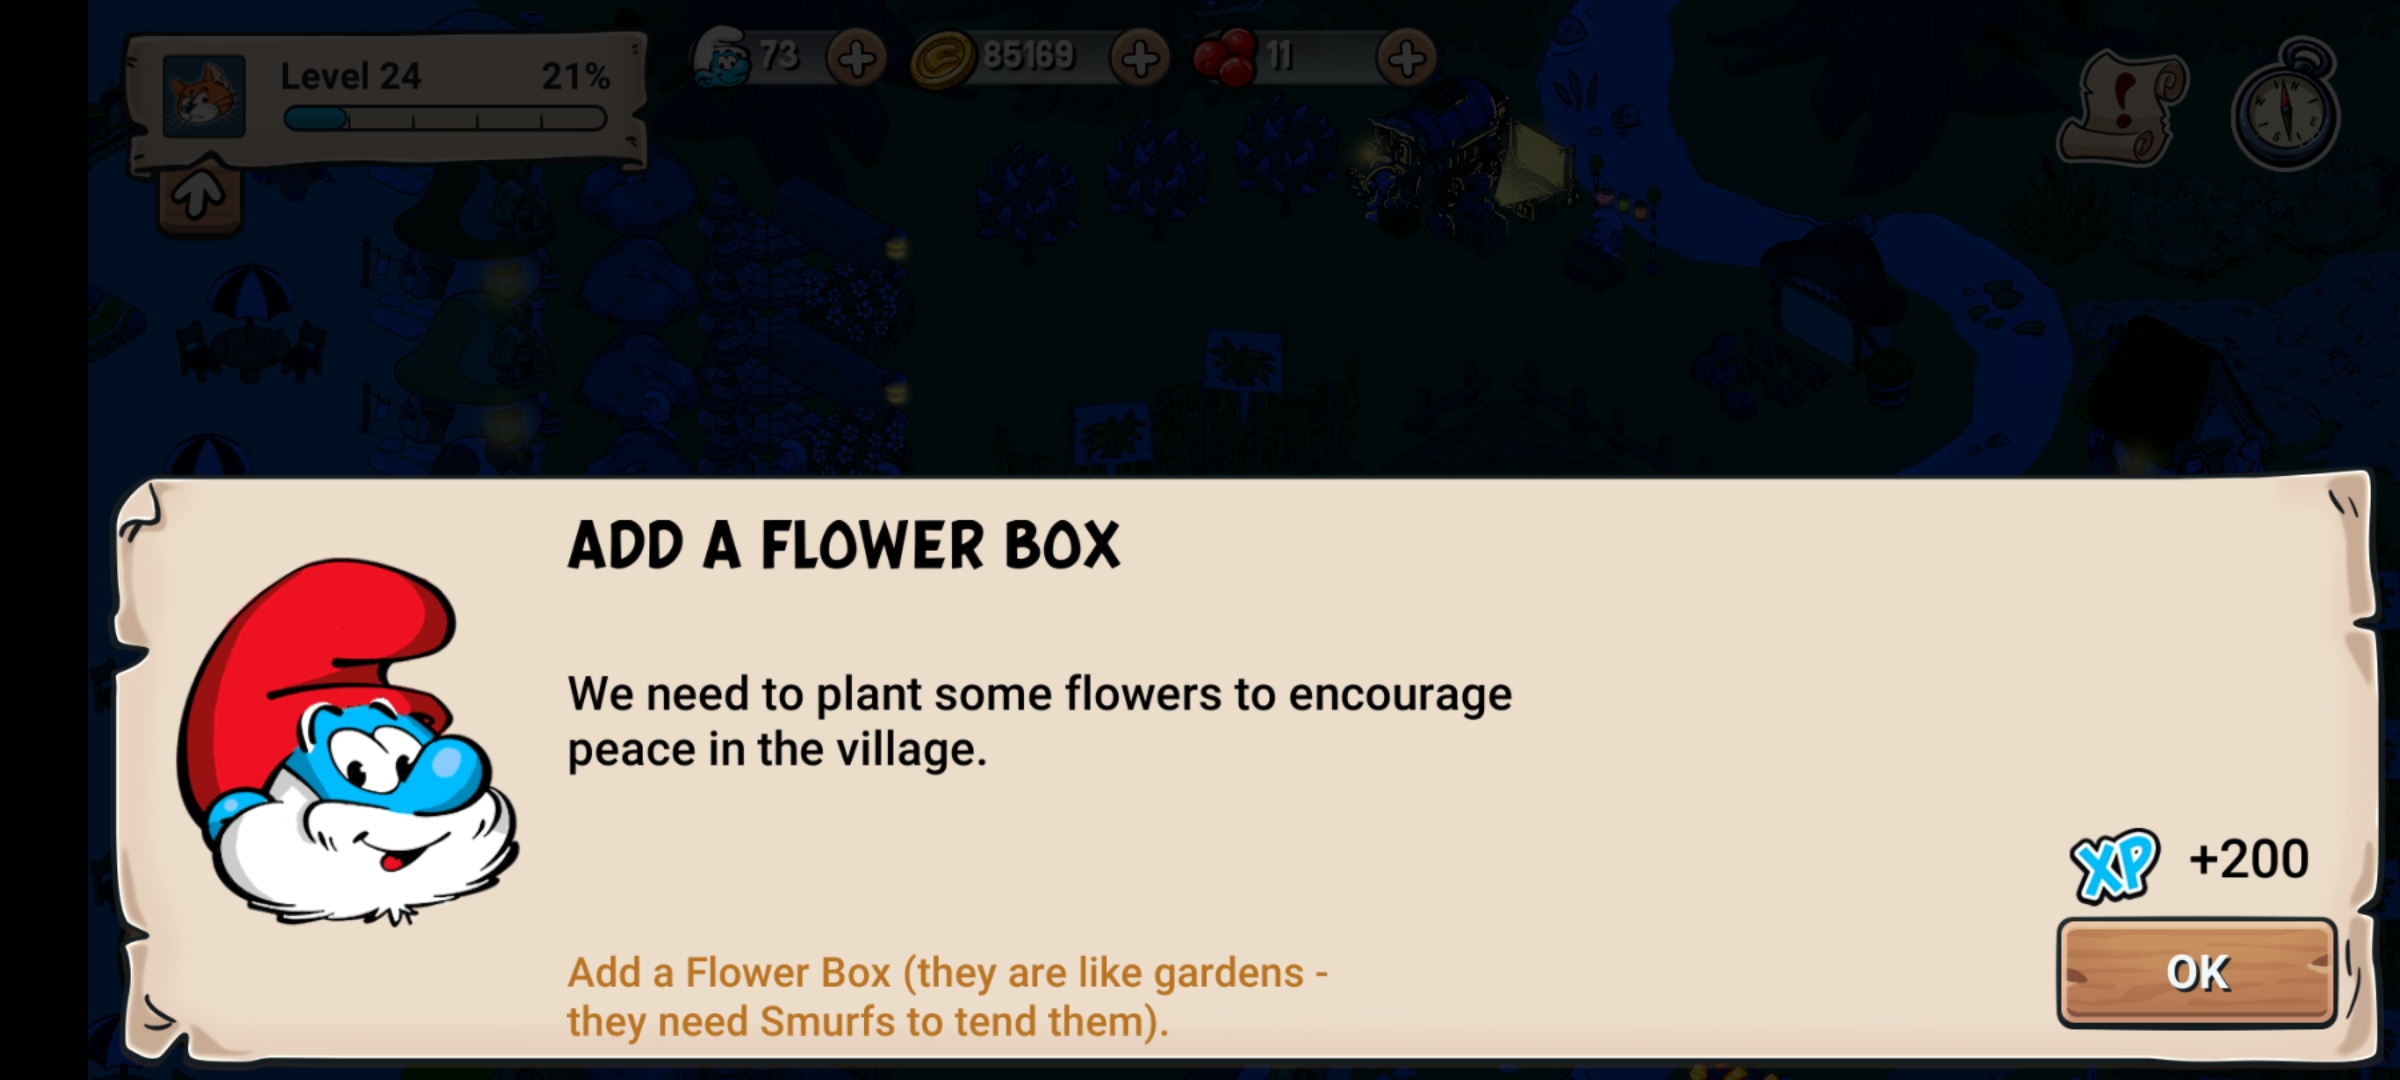 Level 24 21%
73
85169
11
ADD A FLOWER BOX
We need to plant some flowers to encourage
peace in the village.
XP +200
Add a Flower Box (they are like gardens -
they need Smurfs to tend them).
OK